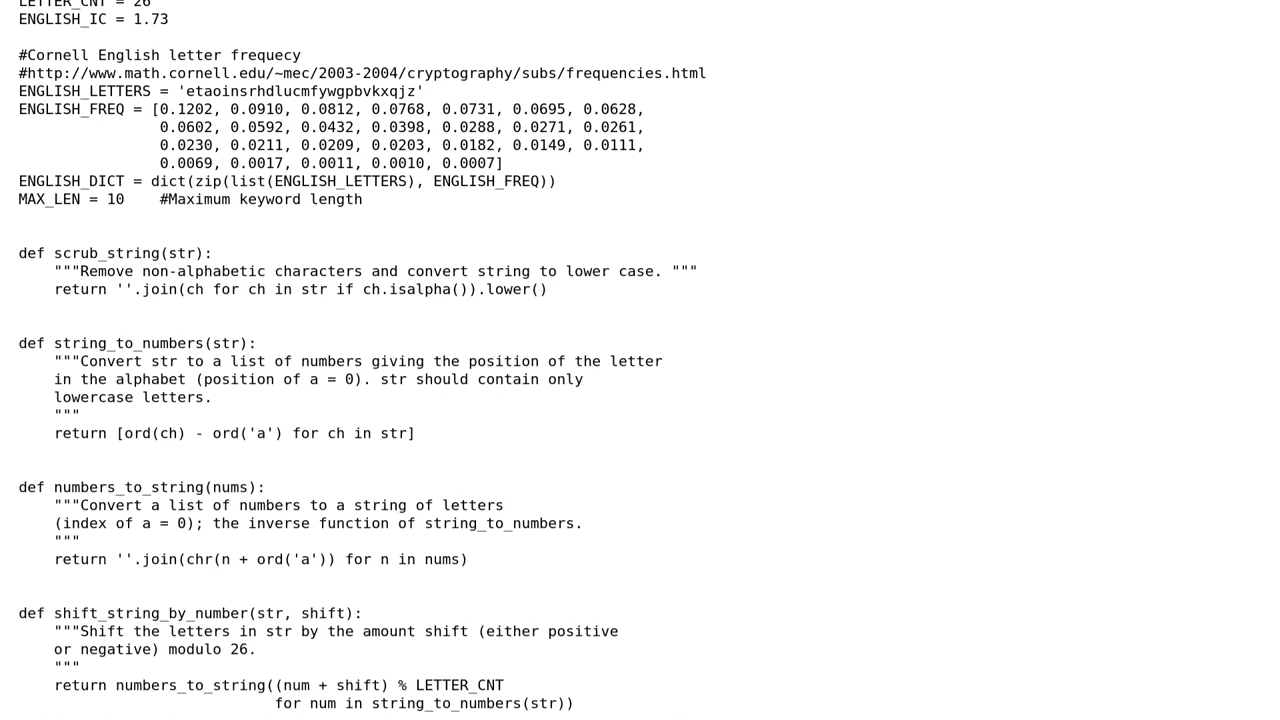 LETTER_CNT = 26
ENGLISH_IC = 1.73

#Cornell English letter frequecy
#http://www.math.cornell.edu/~mec/2003-2004/cryptography/subs/frequencies.html
ENGLISH_LETTERS = 'etaoinsrhdlucmfywgpbvkxqjz'
ENGLISH_FREQ = [0.1202, 0.0910, 0.0812, 0.0768, 0.0731, 0.0695, 0.0628,
                0.0602, 0.0592, 0.0432, 0.0398, 0.0288, 0.0271, 0.0261,
                0.0230, 0.0211, 0.0209, 0.0203, 0.0182, 0.0149, 0.0111,
                0.0069, 0.0017, 0.0011, 0.0010, 0.0007]
ENGLISH_DICT = dict(zip(list(ENGLISH_LETTERS), ENGLISH_FREQ))
MAX_LEN = 10    #Maximum keyword length


def scrub_string(str):
    """Remove non-alphabetic characters and convert string to lower case. """
    return ''.join(ch for ch in str if ch.isalpha()).lower()


def string_to_numbers(str):
    """Convert str to a list of numbers giving the position of the letter
    in the alphabet (position of a = 0). str should contain only
    lowercase letters.
    """
    return [ord(ch) - ord('a') for ch in str]


def numbers_to_string(nums):
    """Convert a list of numbers to a string of letters
    (index of a = 0); the inverse function of string_to_numbers.
    """
    return ''.join(chr(n + ord('a')) for n in nums)


def shift_string_by_number(str, shift):
    """Shift the letters in str by the amount shift (either positive
    or negative) modulo 26.
    """
    return numbers_to_string((num + shift) % LETTER_CNT
                             for num in string_to_numbers(str))